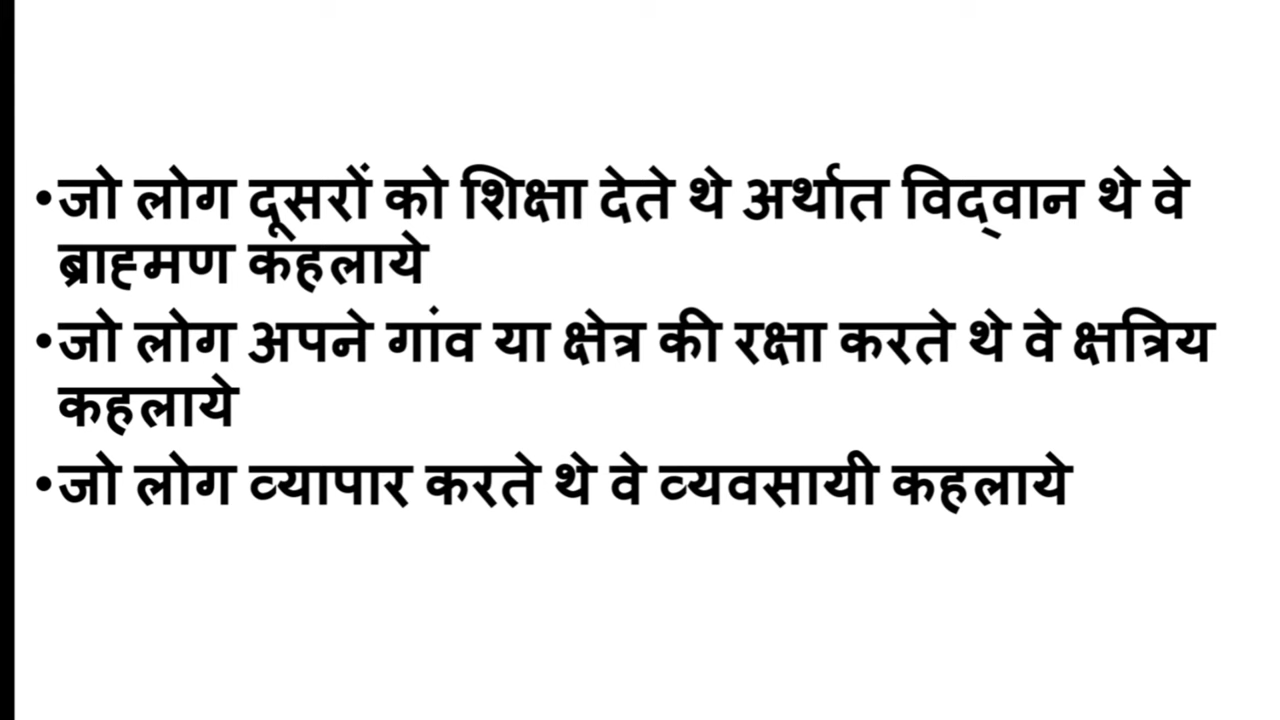 •जो लोग दूसरों को शिक्षा देते थे अर्थात विद्वान थे वे
ब्राह्मण कहलाये
•जो लोग अपने गांव या क्षेत्र की रक्षा करते थे वे क्षत्रिय
कहलाये
•जो लोग व्यापार करते थे वे व्यवसायी कहलाये